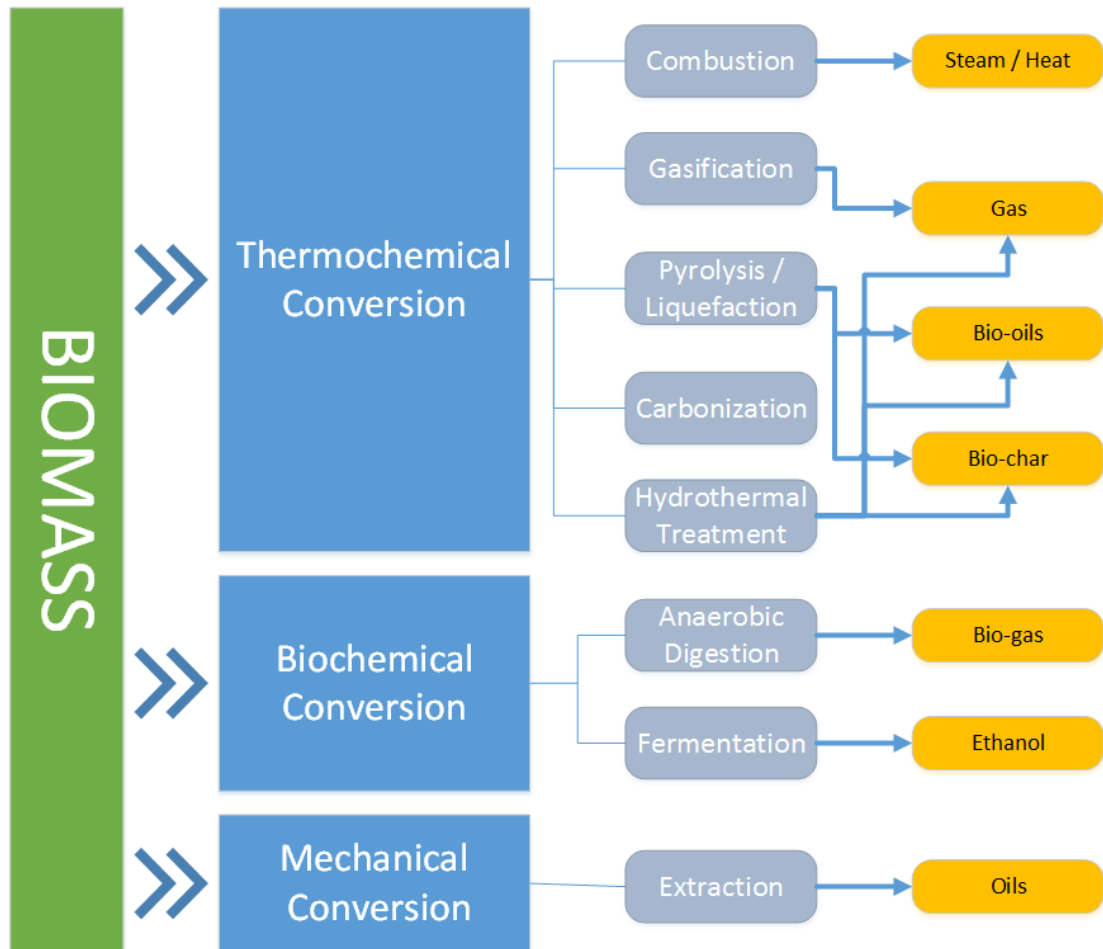 BIOMASS
Thermochemical
Conversion
Combustion
Steam / Heat
Gasification
Gas
Pyrolysis /
Liquefaction
Bio-oils
Carbonization
Bio-char
Hydrothermal
Treatment
Biochemical
Conversion
Anaerobic
Digestion
Bio-gas
Fermentation
Ethanol
Mechanical
Conversion
Extraction
Oils